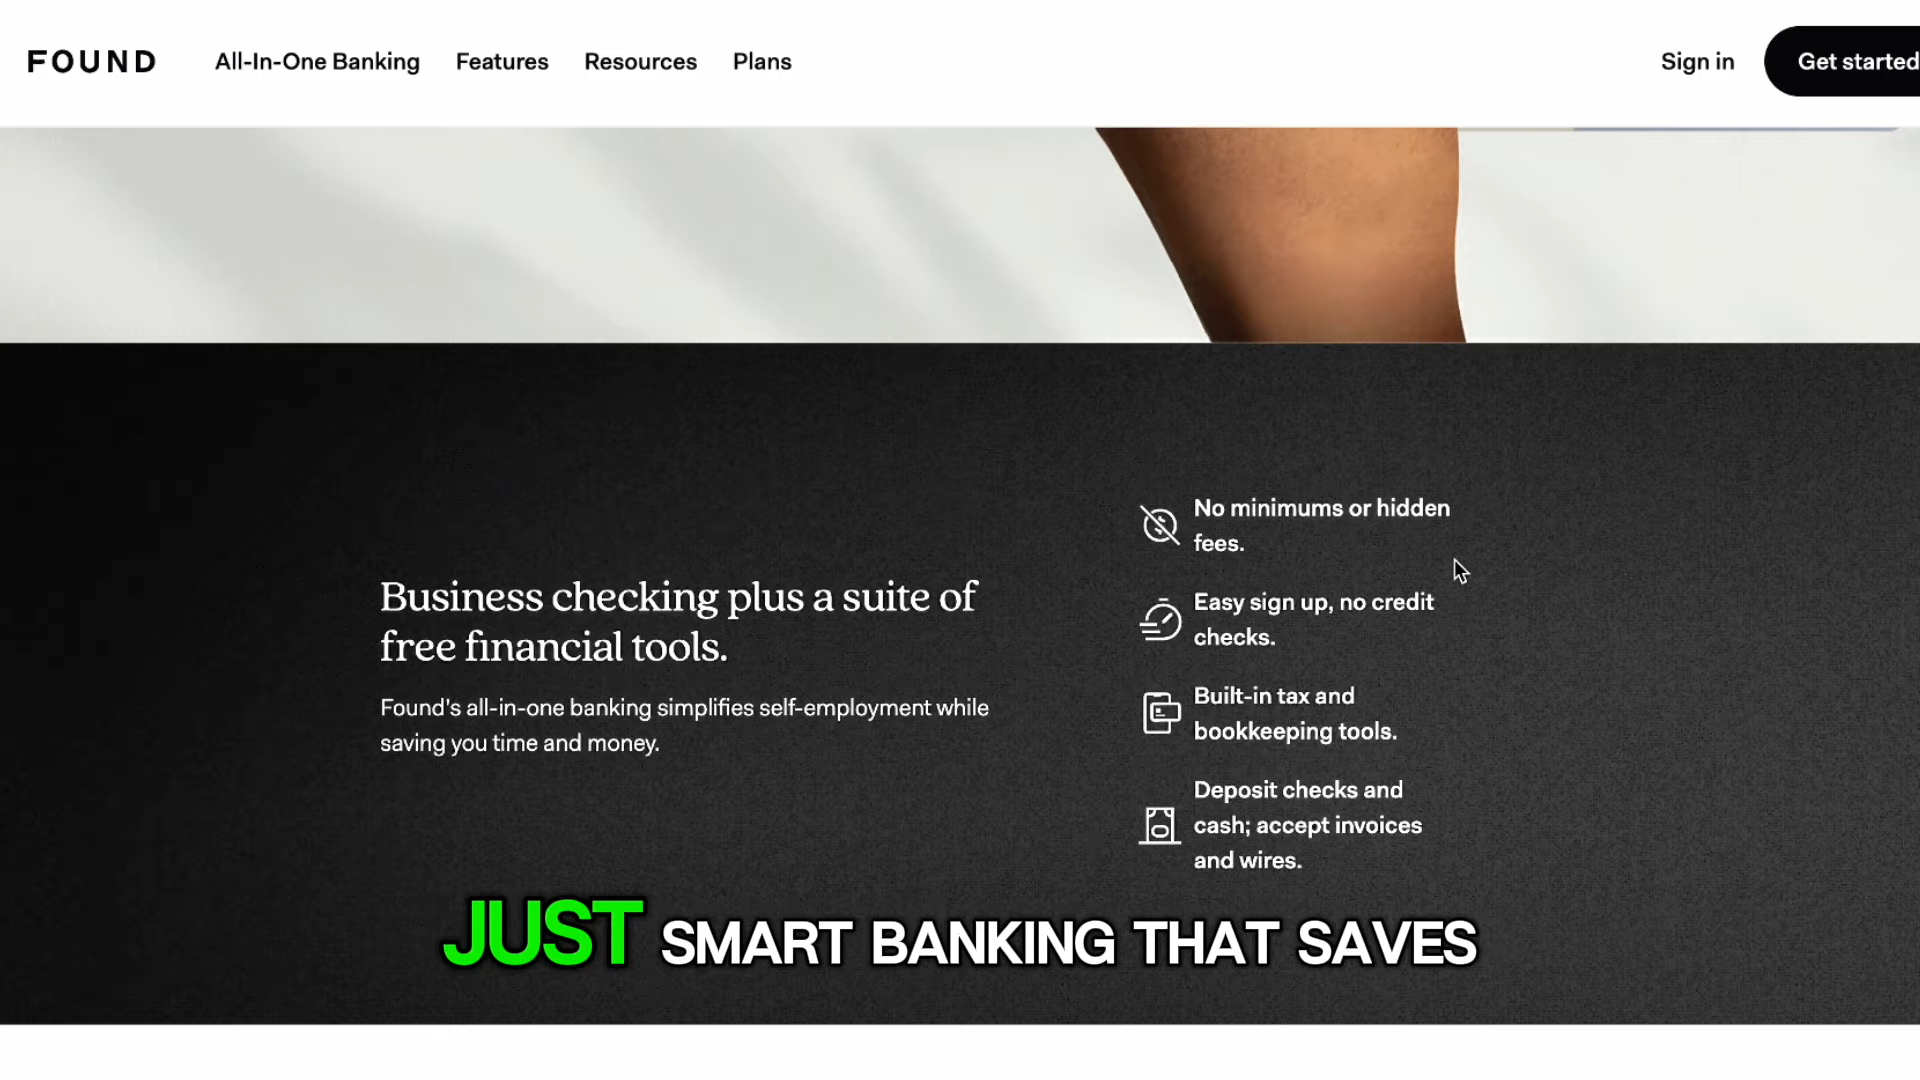 FOUND
All-In-One Banking
Features
Resources
Plans
Sign in
Get started
Business checking plus a suite of
free financial tools.
Found's all-in-one banking simplifies self-employment while
saving you time and money.
No minimums or hidden
fees.
Easy sign up, no credit
checks.
Built-in tax and
bookkeeping tools.
Deposit checks and
cash; accept invoices
and wires.
JUST SMART BANKING THAT SAVES